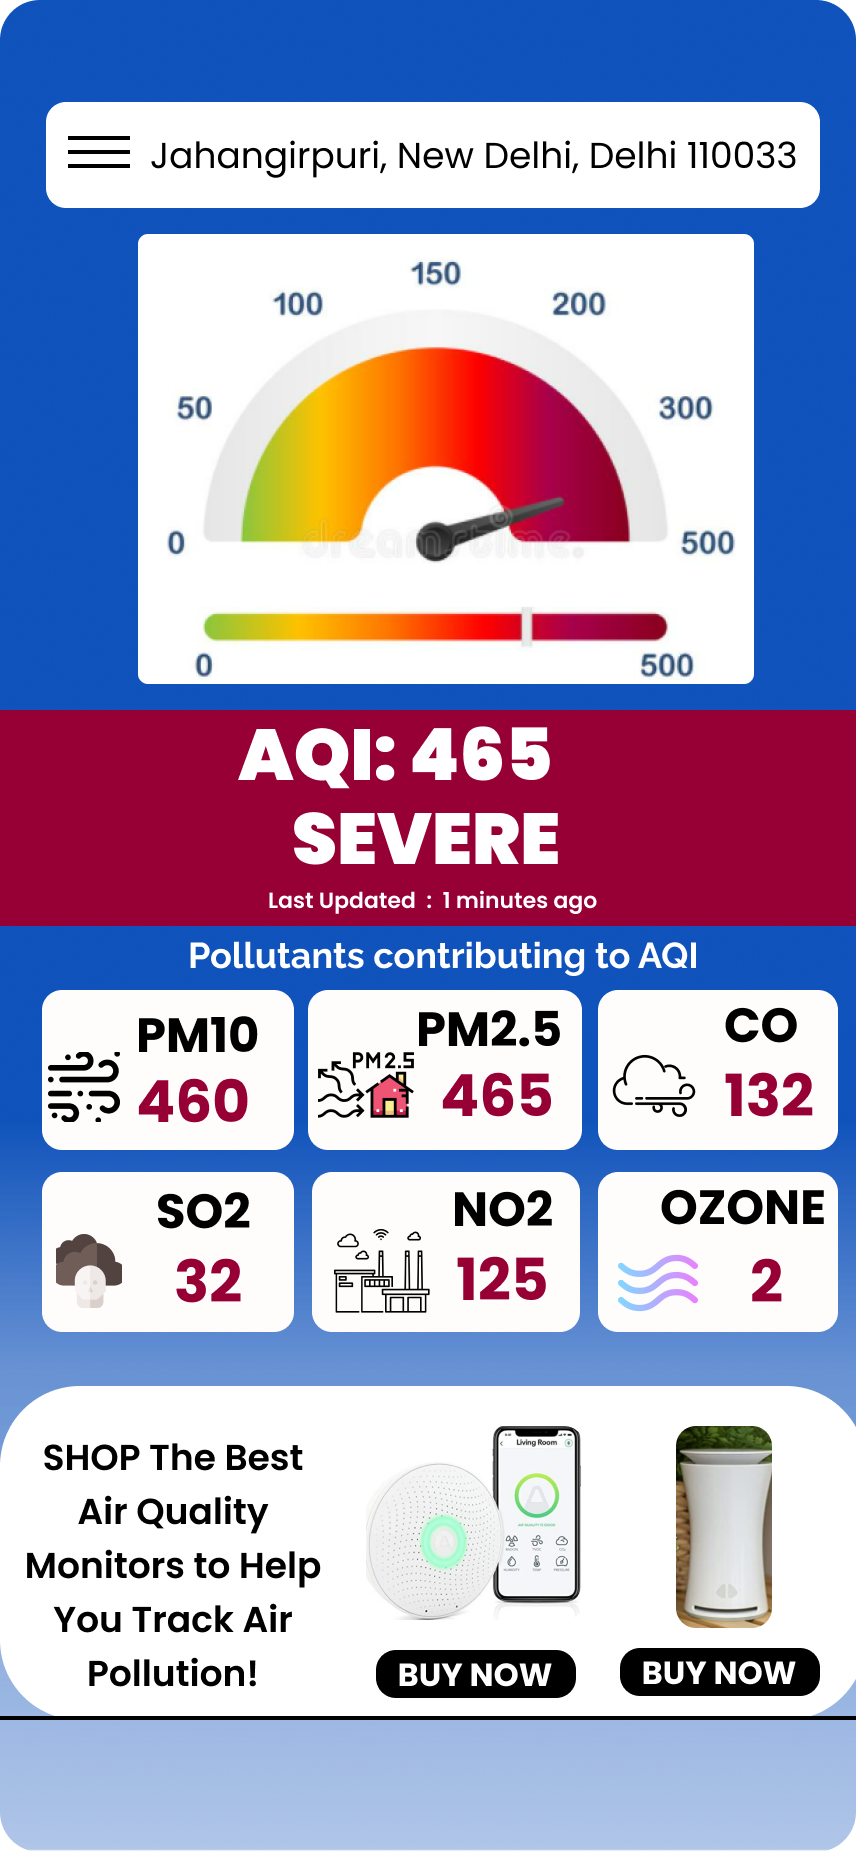 Jahangirpuri, New Delhi, Delhi 110033
150
100
200
50
300
0
500
dreamstime.
0
500
AQI: 465
SEVERE
Last Updated : 1 minutes ago
Pollutants contributing to AQI
PM10
460
PM2.5
PM2.5
465
CO
132
SO2
32
NO2
125
OZONE
2
SHOP The Best
Air Quality
Monitors to Help
You Track Air
Pollution!
Living Room
BUY NOW
BUY NOW